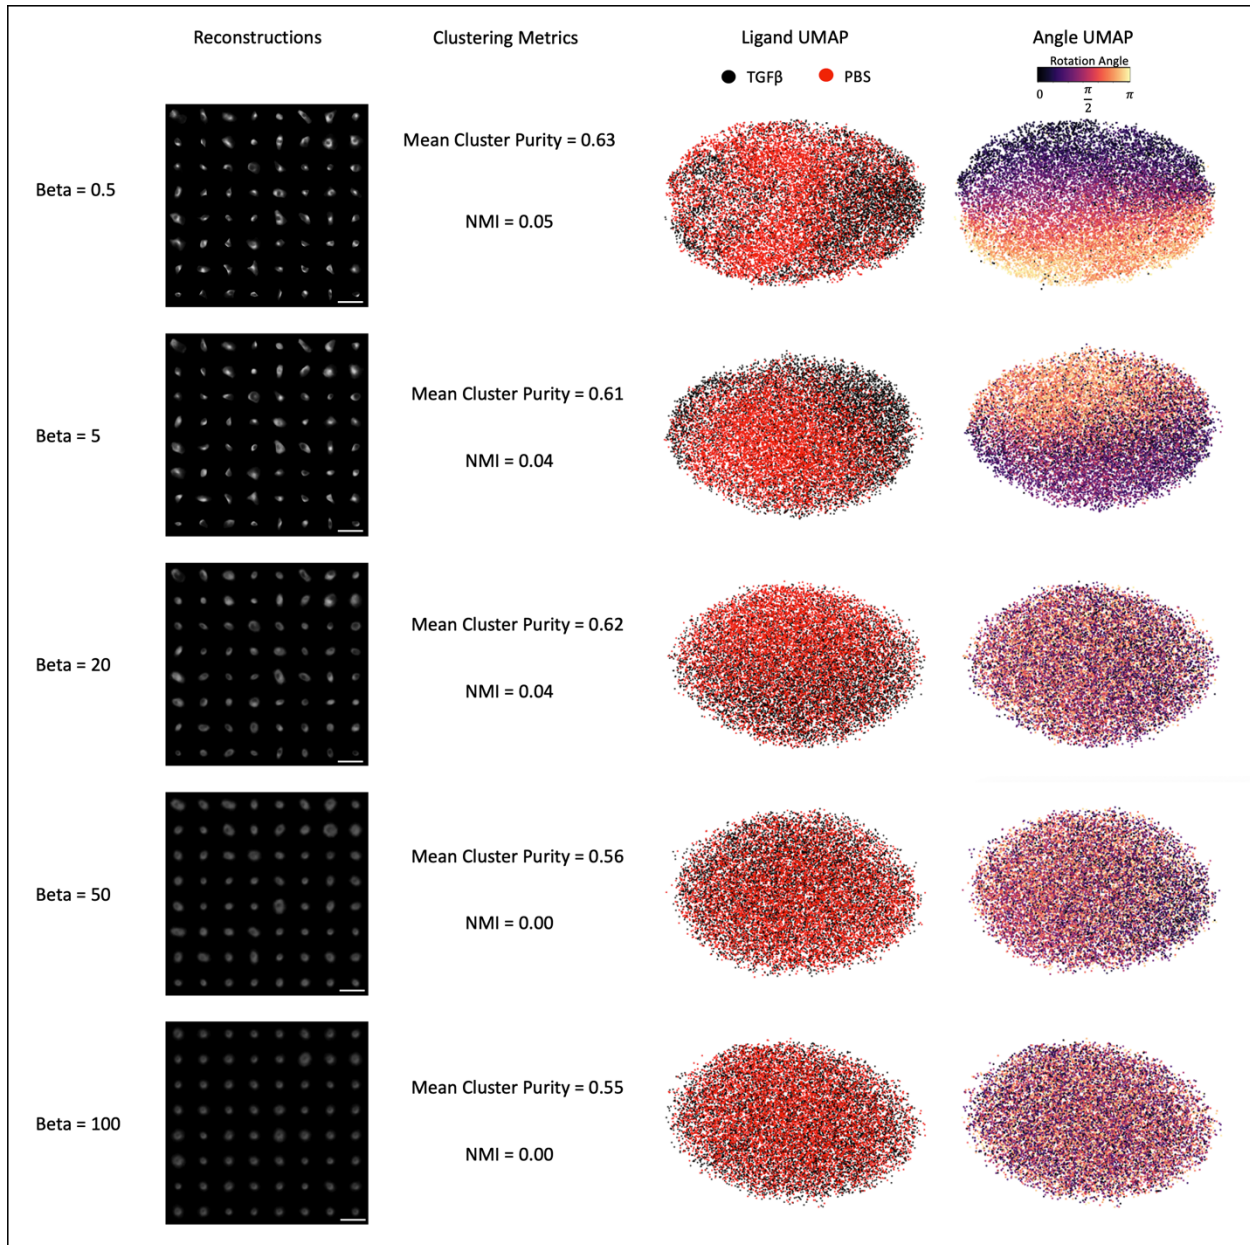 Reconstructions
Clustering Metrics
Ligand UMAP
Angle UMAP
TGFβ
PBS
Rotation Angle
0
π/2
π
Beta = 0.5
Mean Cluster Purity = 0.63
NMI = 0.05
Beta = 5
Mean Cluster Purity = 0.61
NMI = 0.04
Beta = 20
Mean Cluster Purity = 0.62
NMI = 0.04
Beta = 50
Mean Cluster Purity = 0.56
NMI = 0.00
Beta = 100
Mean Cluster Purity = 0.55
NMI = 0.00